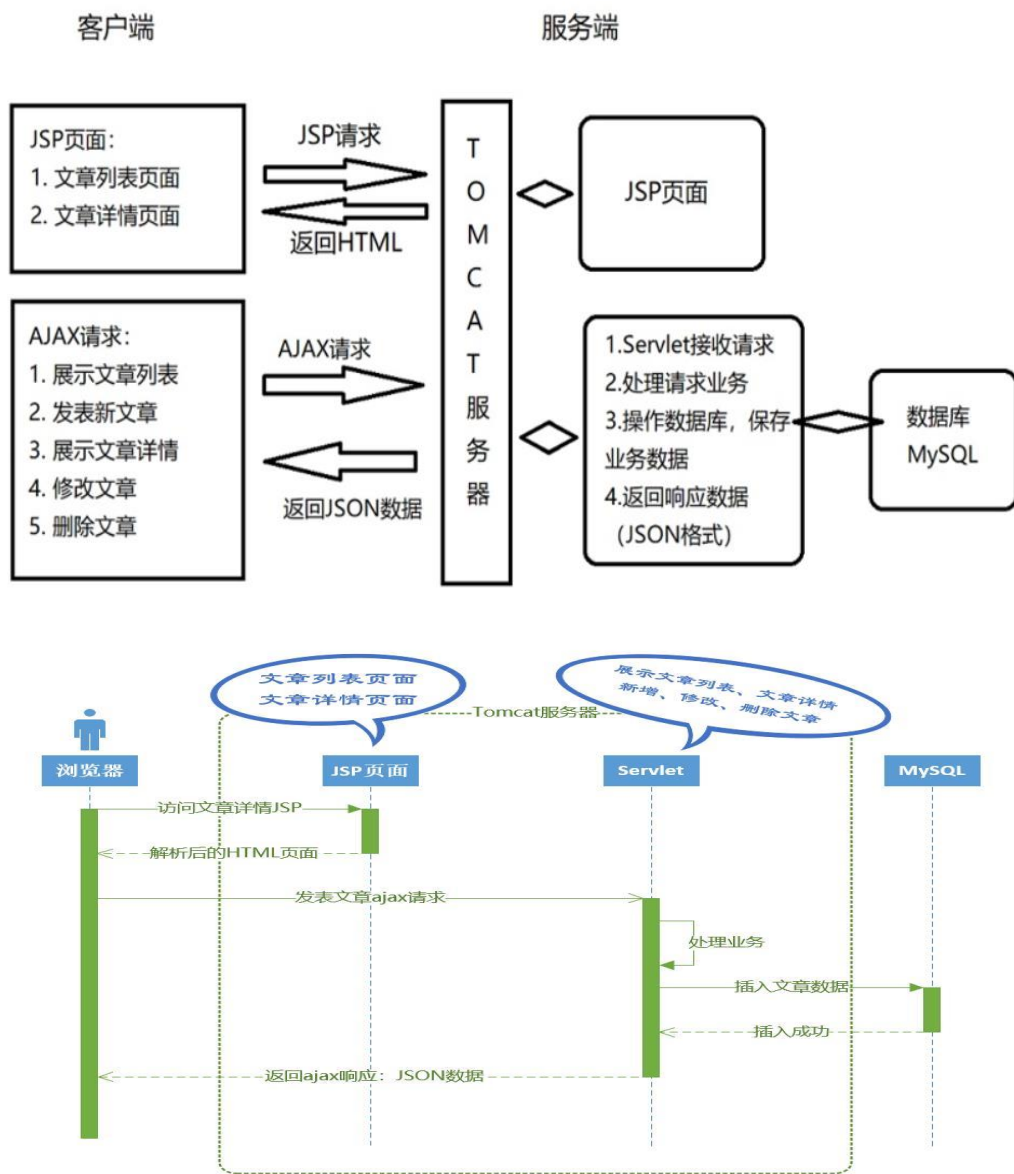 客户端
服务端
JSP页面：
1. 文章列表页面
2. 文章详情页面
JSP请求
返回HTML
TOMCAT服务器
JSP页面
AJAX请求：
1. 展示文章列表
2. 发表新文章
3. 展示文章详情
4. 修改文章
5. 删除文章
AJAX请求
返回JSON数据
1.Servlet接收请求
2.处理请求业务
3.操作数据库，保存
业务数据
4.返回响应数据
（JSON格式）
数据库
MySQL
文章列表页面
文章详情页面
展示文章列表、文章详情
新增、修改、删除文章
Tomcat服务器
浏览器
JSP页面
Servlet
MySQL
访问文章详情JSP
解析后的HTML页面
发表文章ajax请求
处理业务
插入文章数据
插入成功
返回ajax响应：JSON数据